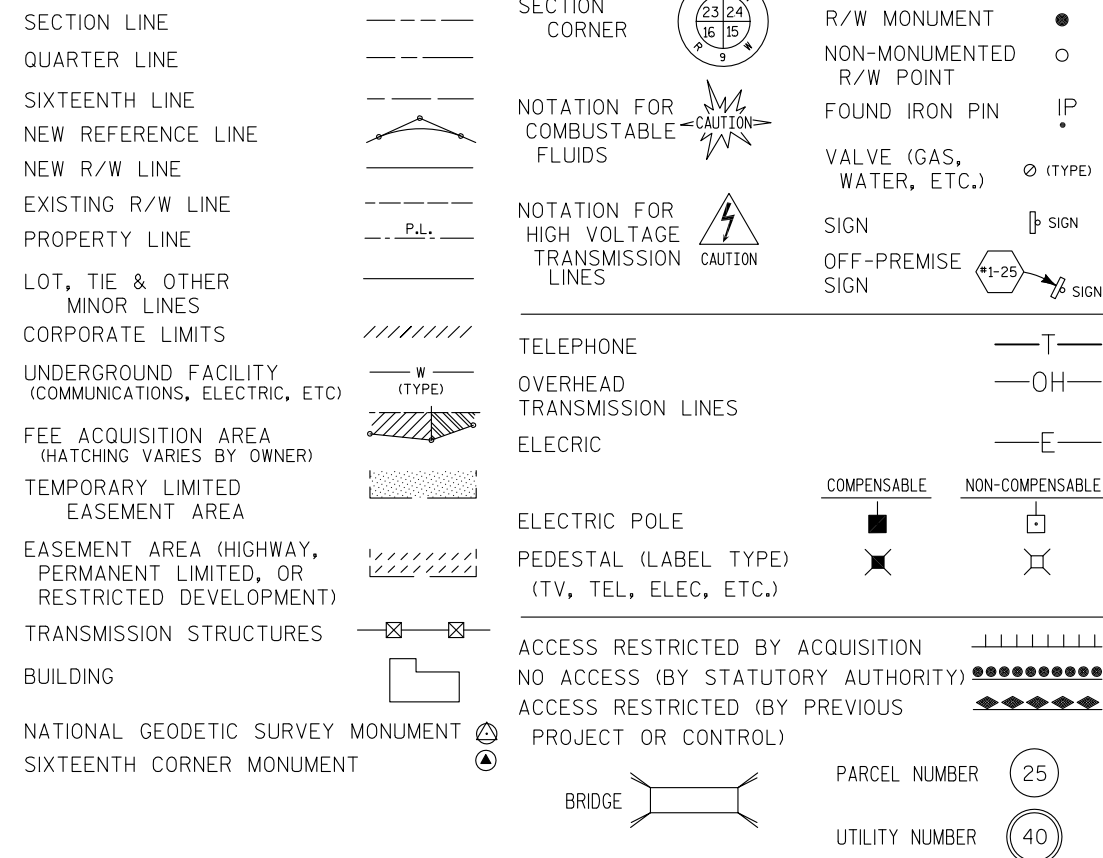 SECTION LINE
QUARTER LINE
SIXTEENTH LINE
NEW REFERENCE LINE
NEW R/W LINE
EXISTING R/W LINE
PROPERTY LINE
P.L.
LOT, TIE & OTHER
MINOR LINES
CORPORATE LIMITS
UNDERGROUND FACILITY
(COMMUNICATIONS, ELECTRIC, ETC)
W
(TYPE)
FEE ACQUISITION AREA
(HATCHING VARIES BY OWNER)
TEMPORARY LIMITED
EASEMENT AREA
EASEMENT AREA (HIGHWAY,
PERMANENT LIMITED, OR
RESTRICTED DEVELOPMENT)
TRANSMISSION STRUCTURES
BUILDING
NATIONAL GEODETIC SURVEY MONUMENT
SIXTEENTH CORNER MONUMENT
SECTION
CORNER
23 24
16 15
R 9 W
NOTATION FOR
COMBUSTABLE
FLUIDS
CAUTION
NOTATION FOR
HIGH VOLTAGE
TRANSMISSION
LINES
CAUTION
R/W MONUMENT
NON-MONUMENTED
R/W POINT
FOUND IRON PIN
IP
VALVE (GAS,
WATER, ETC.)
(TYPE)
SIGN
SIGN
OFF-PREMISE
SIGN
#1-25
SIGN
TELEPHONE
T
OVERHEAD
TRANSMISSION LINES
OH
ELECRIC
E
COMPENSABLE NON-COMPENSABLE
ELECTRIC POLE
PEDESTAL (LABEL TYPE)
(TV, TEL, ELEC, ETC.)
ACCESS RESTRICTED BY ACQUISITION
NO ACCESS (BY STATUTORY AUTHORITY)
ACCESS RESTRICTED (BY PREVIOUS
PROJECT OR CONTROL)
BRIDGE
PARCEL NUMBER
25
UTILITY NUMBER
40